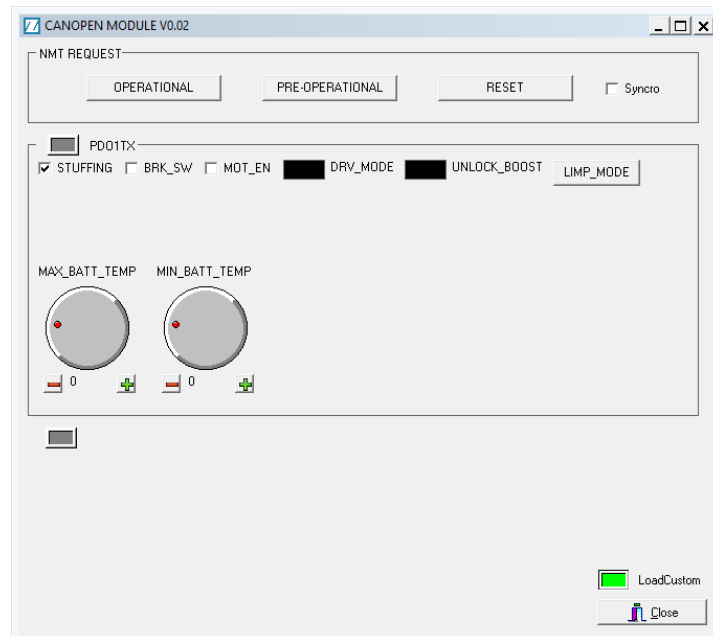 CANOPEN MODULE V0.02
NMT REQUEST
OPERATIONAL PRE-OPERATIONAL RESET Syncro
PDO1TX
STUFFING BRK_SW MOT_EN DRV_MODE UNLOCK_BOOST LIMP_MODE
MAX_BATT_TEMP MIN_BATT_TEMP
0 0
LoadCustom
Close